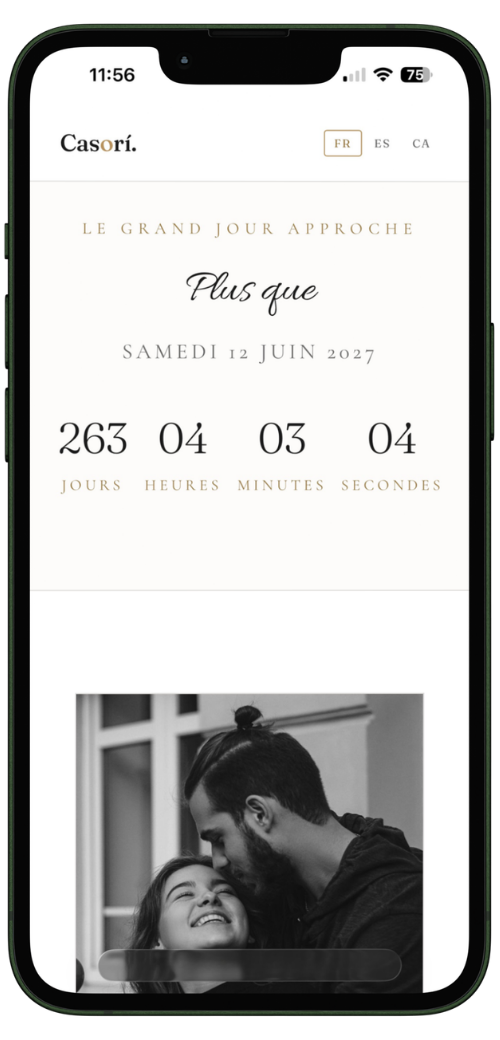 11:56 75
Casorí. FR ES CA
LE GRAND JOUR APPROCHE
Plus que
SAMEDI 12 JUIN 2027
263 04 03 04
JOURS HEURES MINUTES SECONDES